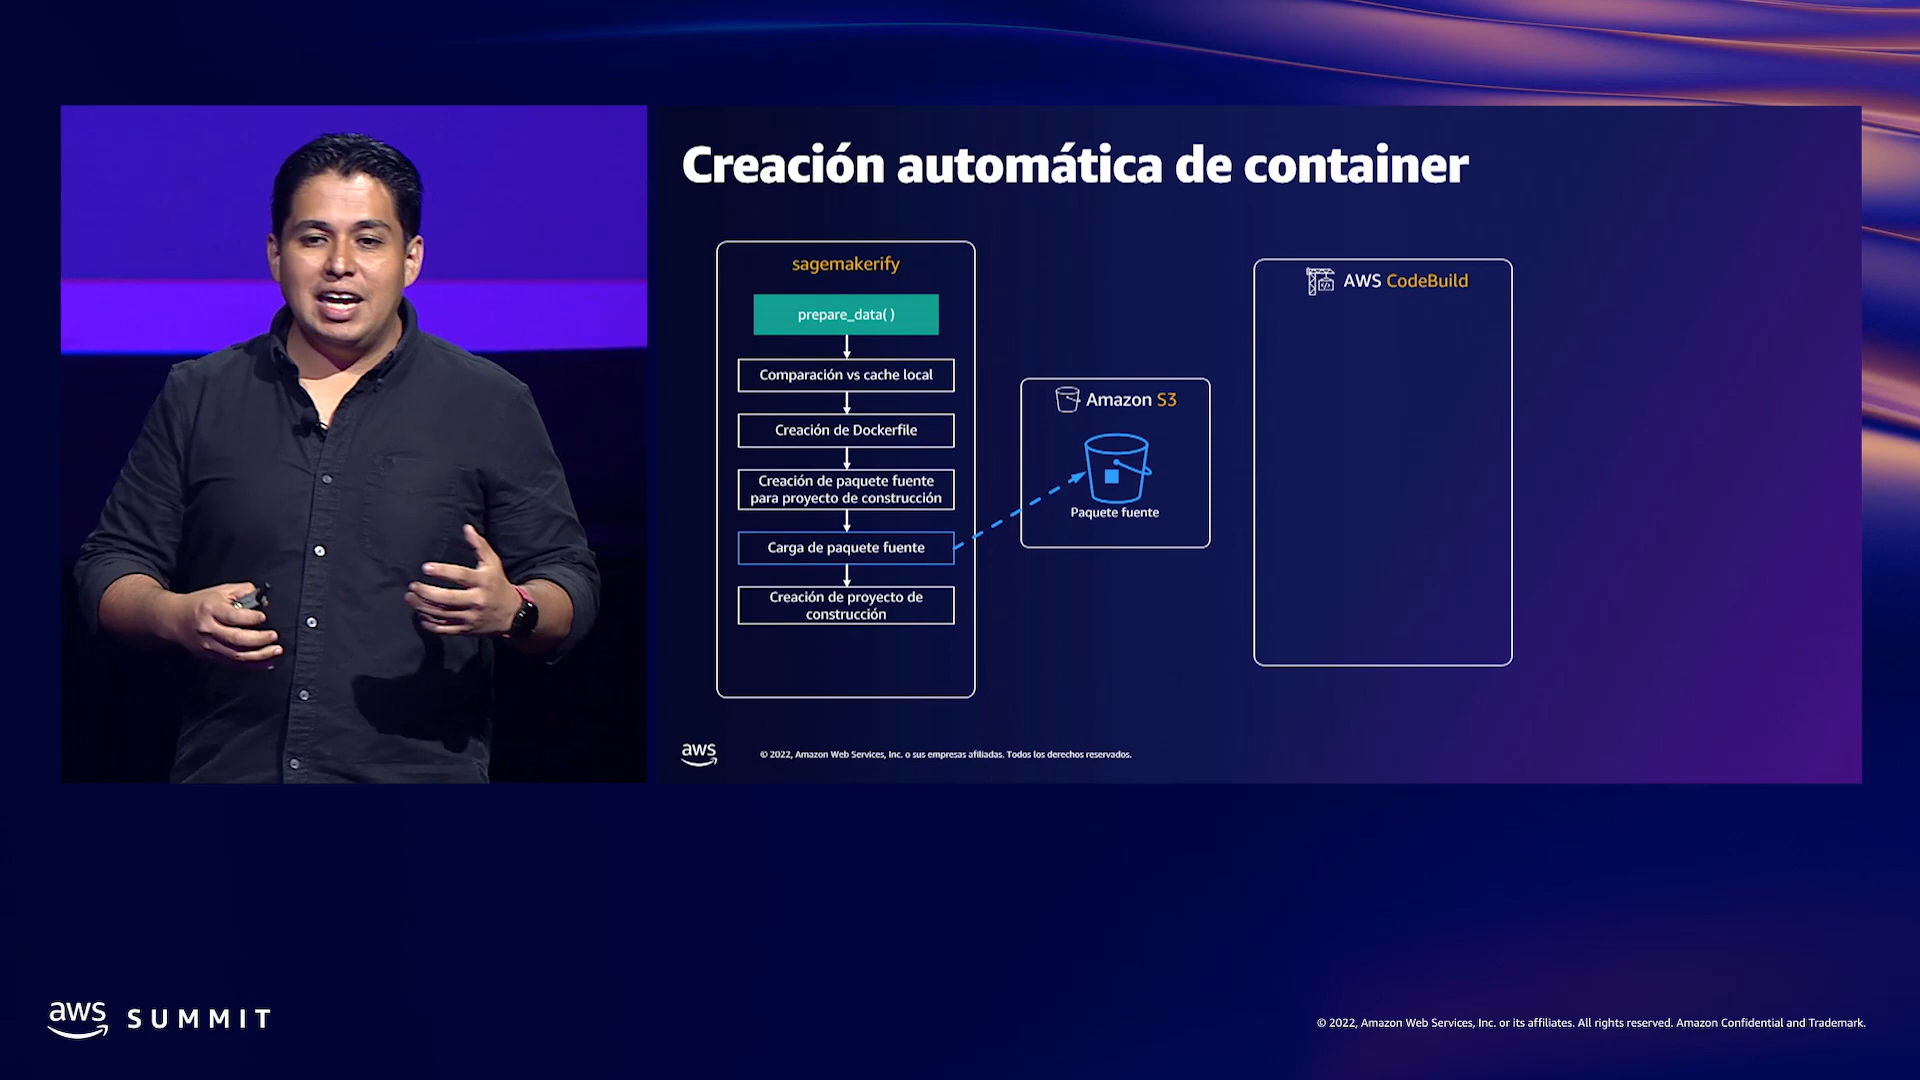 Creación automática de container
sagemakerify
prepare_data( )
Comparación vs cache local
Creación de Dockerfile
Creación de paquete fuente
para proyecto de construcción
Carga de paquete fuente
Creación de proyecto de
construcción
Amazon S3
Paquete fuente
AWS CodeBuild
aws
© 2022, Amazon Web Services, Inc. o sus empresas afiliadas. Todos los derechos reservados.
aws SUMMIT
© 2022, Amazon Web Services, Inc. or its affiliates. All rights reserved. Amazon Confidential and Trademark.